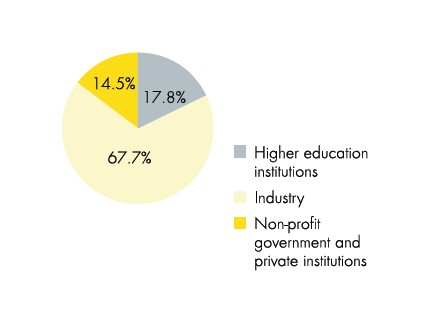 14.5%
17.8%
67.7%
Higher education
institutions
Industry
Non-profit
government and
private institutions